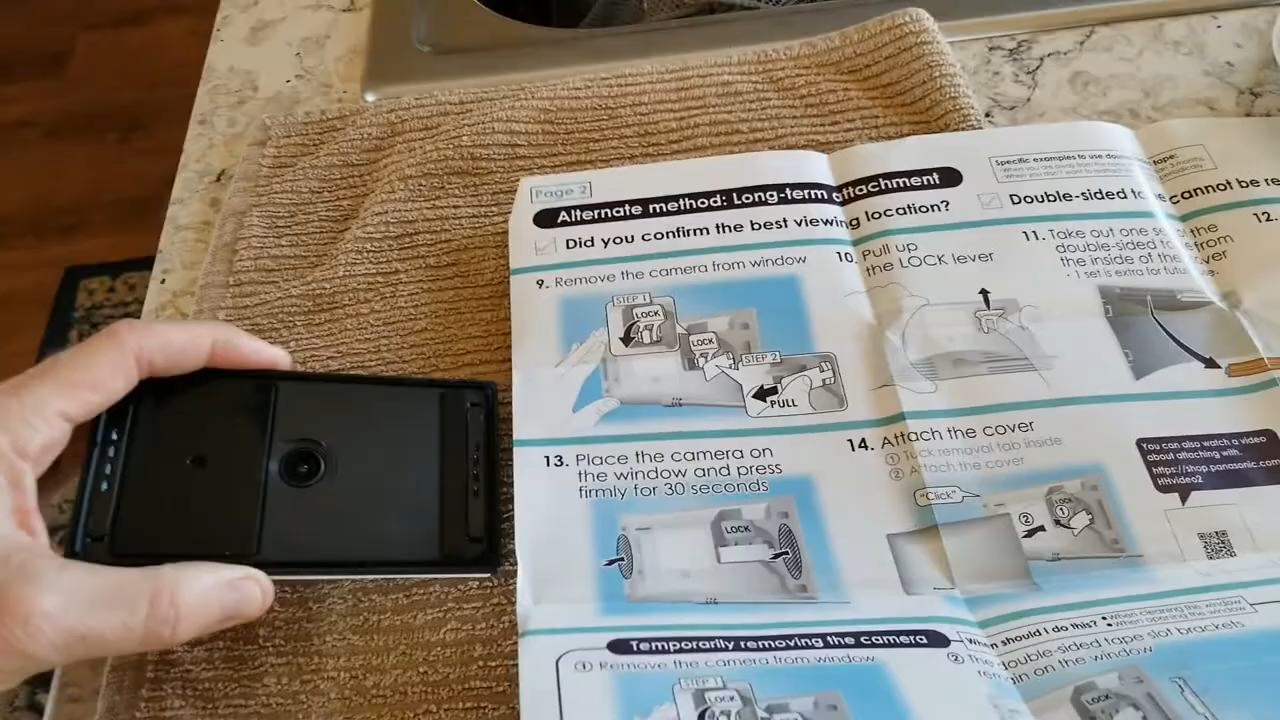 Page 2
Alternate method: Long-term attachment
Specific examples to use tape:
Did you confirm the best viewing location?
Double-sided cannot be
9. Remove the camera from window
STEP 1
LOCK
LOCK
STEP 2
PULL
10. Pull up
the LOCK lever
11. Take out one the
double-sided from
the inside of the
• 1 set is extra for
12.
13. Place the camera on
the window and press
firmly for 30 seconds
LOCK
14. Attach the cover
① Tuck removal tab inside
② Attach the cover
"Click"
LOCK
①
②
You can also watch a video
about attaching with.
https://shop.panasonic.com
HHvideo2
Temporarily removing the camera
When should I do this? •When cleaning the window
•When opening the window
① Remove the camera from window
STEP 1
LOCK
② The double-sided tape slot brackets
remain on the window
LOCK